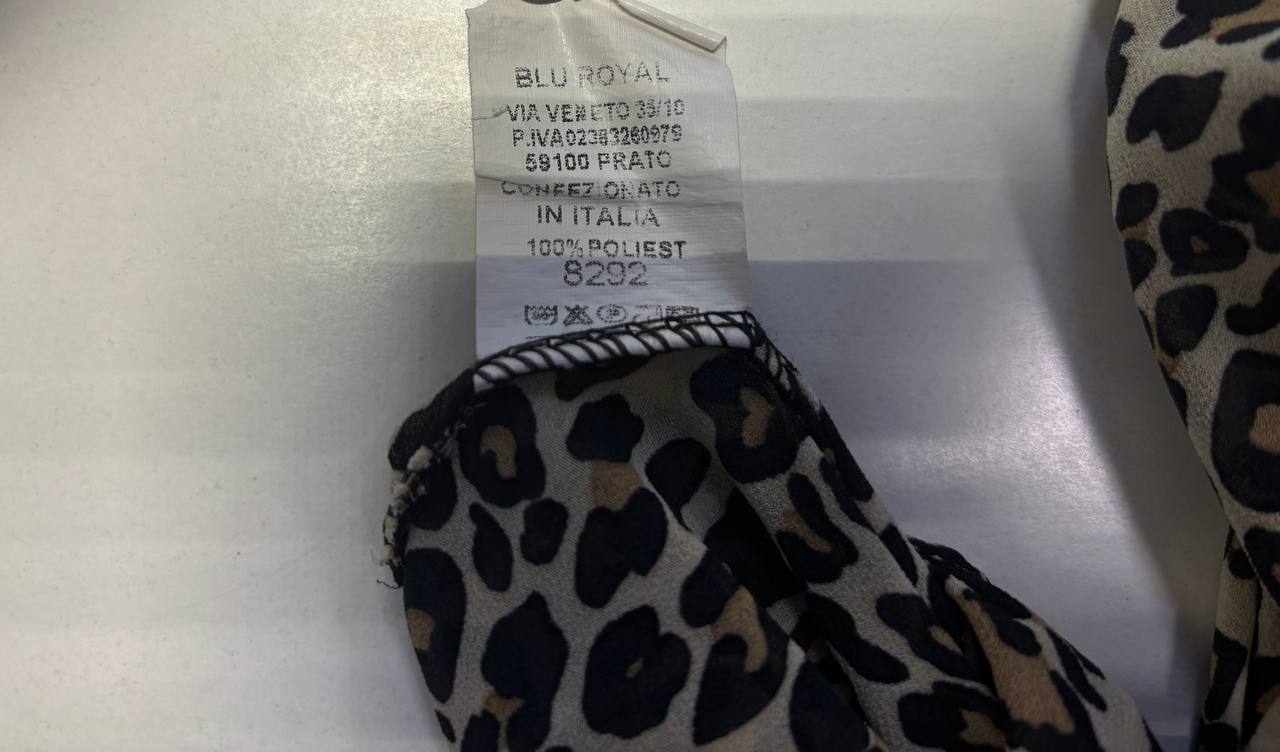 BLU ROYAL
VIA VENETO 35/10
P.IVA02383260979
59100 PRATO
CONFEZIONATO
IN ITALIA
100% POLIEST
8292